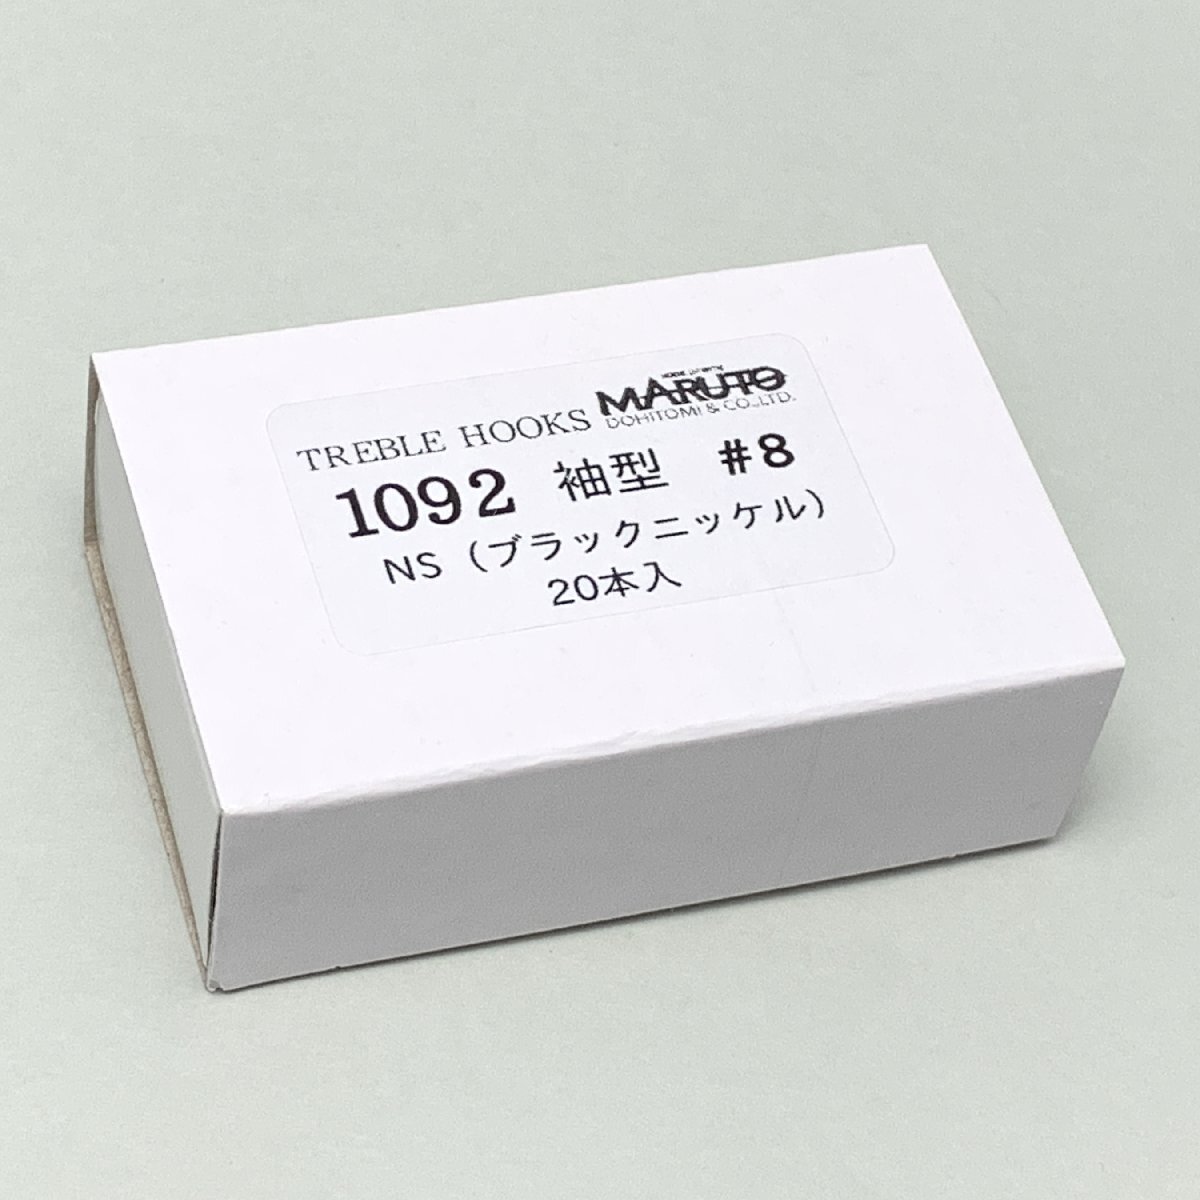 TREBLE HOOKS MARUTO
DOHITOMI & CO.,LTD.
1092 袖型 #8
NS（ブラックニッケル）
20本入